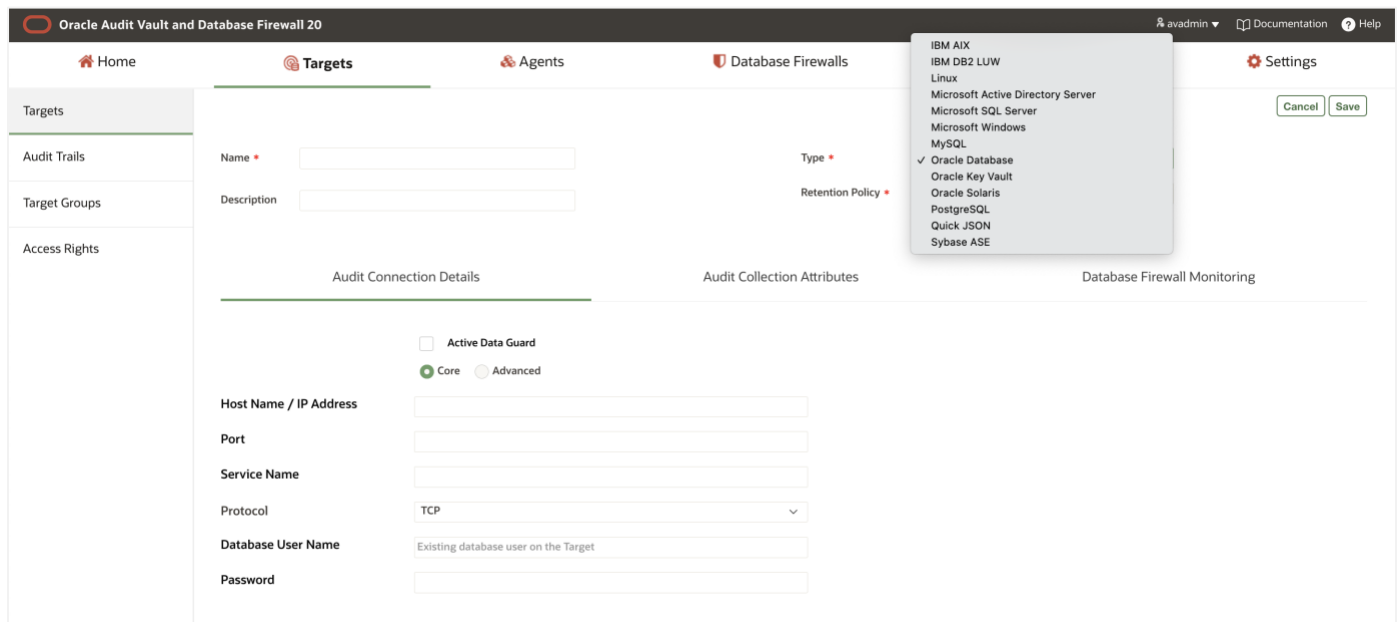 Oracle Audit Vault and Database Firewall 20
avadmin
Documentation
? Help
Home
Targets
Agents
Database Firewalls
Settings
Targets
Audit Trails
Target Groups
Access Rights
Cancel
Save
Name *
Description
Type *
Retention Policy *
IBM AIX
IBM DB2 LUW
Linux
Microsoft Active Directory Server
Microsoft SQL Server
Microsoft Windows
MySQL
✓ Oracle Database
Oracle Key Vault
Oracle Solaris
PostgreSQL
Quick JSON
Sybase ASE
Audit Connection Details
Audit Collection Attributes
Database Firewall Monitoring
Active Data Guard
Core
Advanced
Host Name / IP Address
Port
Service Name
Protocol
TCP
Database User Name
Existing database user on the Target
Password